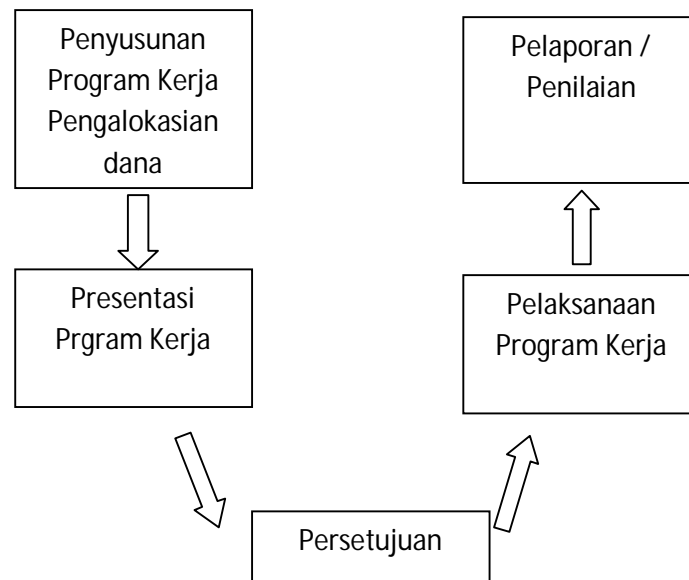 Penyusunan
Program Kerja
Pengalokasian
dana
Presentasi
Prgram Kerja
Persetujuan
Pelaksanaan
Program Kerja
Pelaporan /
Penilaian